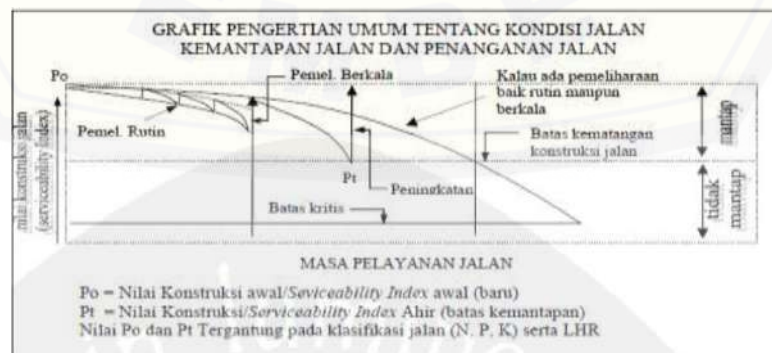 GRAFIK PENGERTIAN UMUM TENTANG KONDISI JALAN
KEMANTAPAN JALAN DAN PENANGANAN JALAN
Po
Pemel. Berkala
Kalau ada pemeliharaan
baik rutin maupun
berkala
mantap
Pemel. Rutin
Batas kematangan
konstruksi jalan
nilai konstruksi jalan
(serviceability Index)
Pt
Peningkatan
tidak
mantap
Batas kritis
MASA PELAYANAN JALAN
Po = Nilai Konstruksi awal/Seviceability Index awal (baru)
Pt = Nilai Konstruksi/Serviceability Index Ahir (batas kemantapan)
Nilai Po dan Pt Tergantung pada klasifikasi jalan (N, P, K) serta LHR